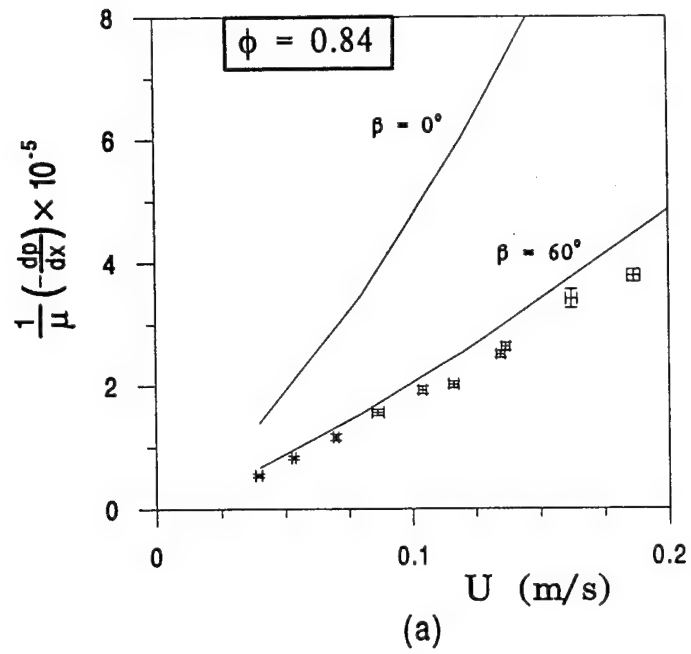 φ = 0.84
β = 0°
β = 60°
1/μ (-dp/dx) × 10⁻⁵
8
6
4
2
0
0
0.1
0.2
U (m/s)
(a)